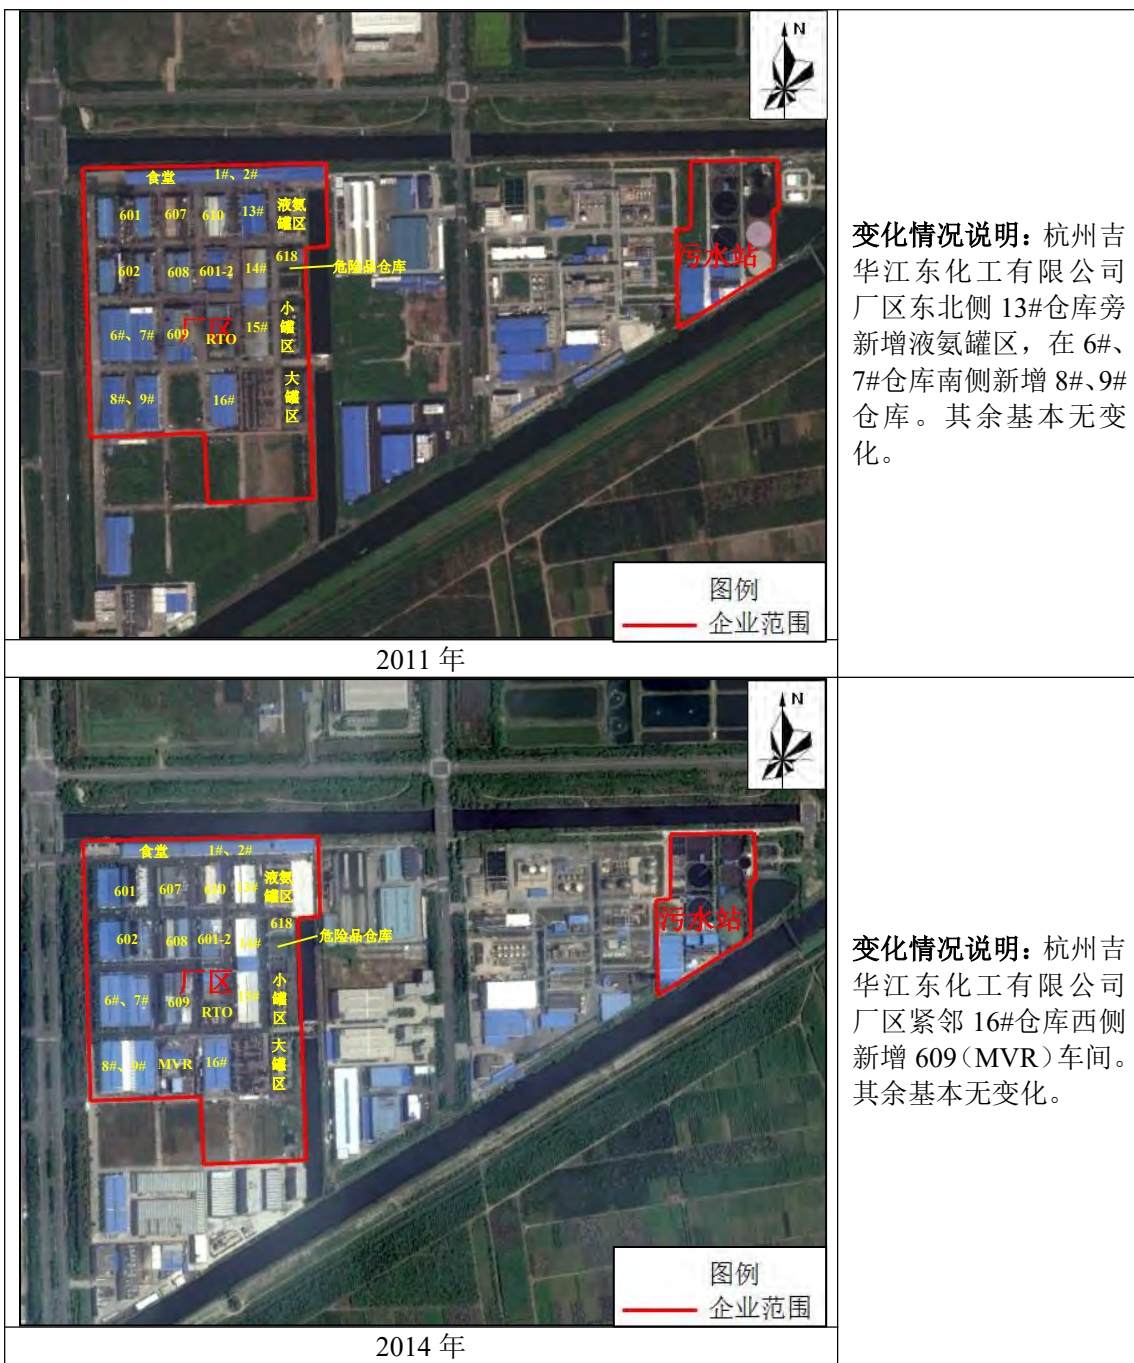 N
食堂 1#、2#
601 607 610 13# 液氨
罐区
602 608 601-2 14# 618
危险品仓库
6#、7# 609 厂区 RTO 15# 小
罐
区
8#、9# 16# 大
罐
区
污水站
图例
企业范围
2011 年
变化情况说明：杭州吉
华江东化工有限公司
厂区东北侧 13#仓库旁
新增液氨罐区，在 6#、
7#仓库南侧新增 8#、9#
仓库。其余基本无变
化。
N
食堂 1#、2#
601 607 610 13# 液氨
罐区
602 608 601-2 14# 618
危险品仓库
6#、7# 609 厂区 RTO 15# 小
罐
区
8#、9# MVR 16# 大
罐
区
污水站
图例
企业范围
2014 年
变化情况说明：杭州吉
华江东化工有限公司
厂区紧邻 16#仓库西侧
新增 609（MVR）车间。
其余基本无变化。